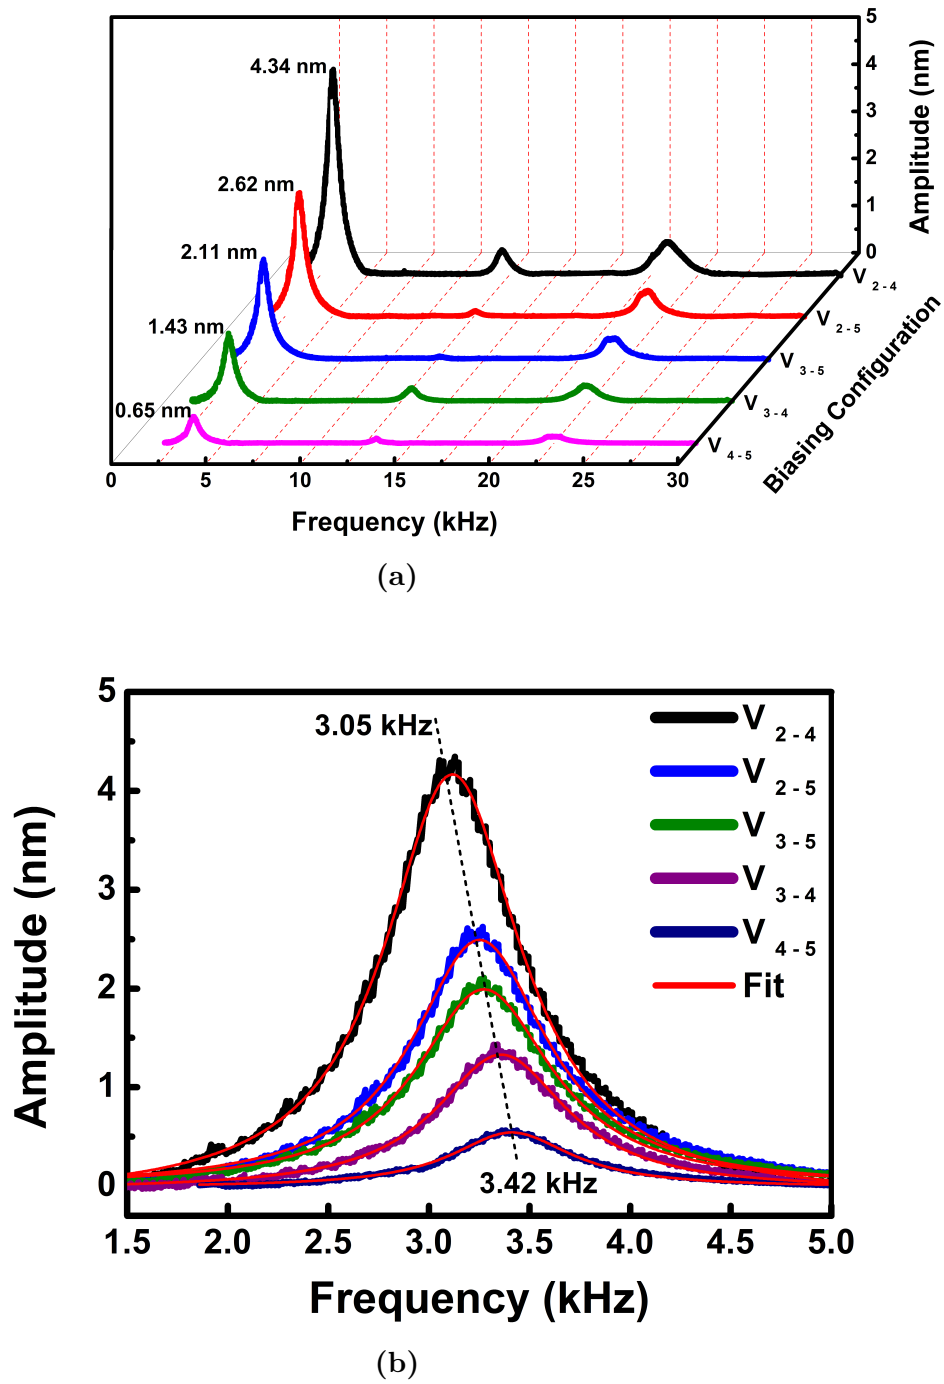 5
4.34 nm
4
3
2.62 nm
2
1
2.11 nm
0
Amplitude (nm)
V 2 - 4
V 2 - 5
1.43 nm
V 3 - 5
0.65 nm
V 3 - 4
V 4 - 5
Biasing Configuration
0 5 10 15 20 25 30
Frequency (kHz)
(a)
5
3.05 kHz
V 2 - 4
4
V 2 - 5
V 3 - 5
3
V 3 - 4
V 4 - 5
2
Fit
1
3.42 kHz
0
Amplitude (nm)
1.5 2.0 2.5 3.0 3.5 4.0 4.5 5.0
Frequency (kHz)
(b)